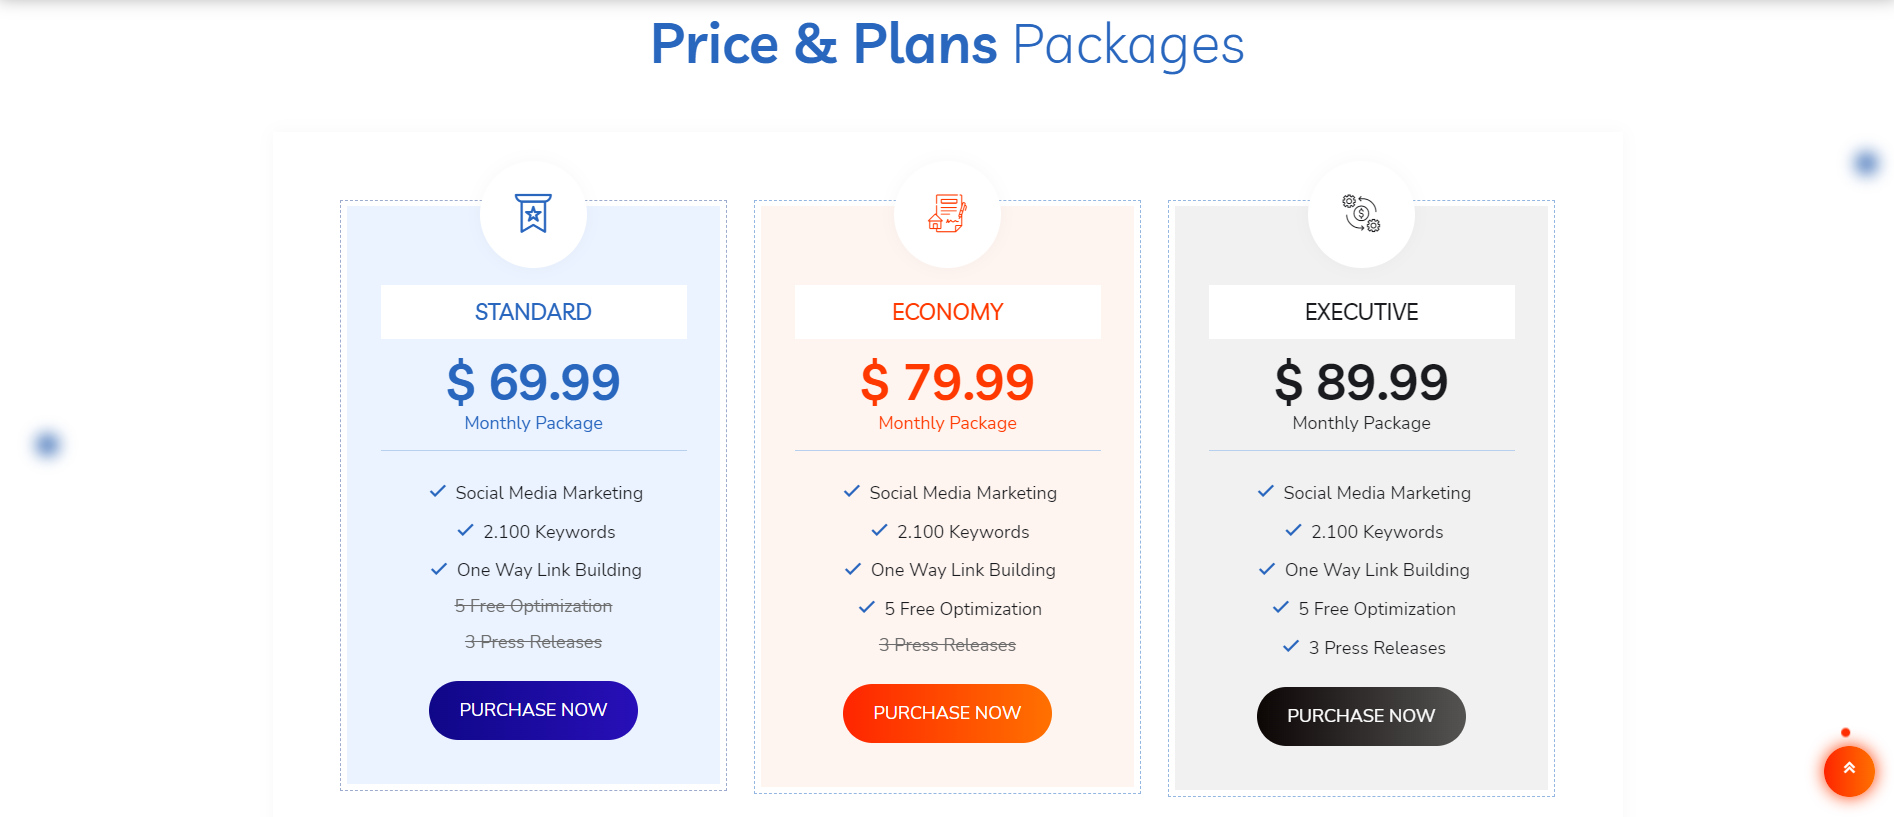 Price & Plans Packages
STANDARD
$ 69.99
Monthly Package
Social Media Marketing
2.100 Keywords
One Way Link Building
5 Free Optimization
3 Press Releases
PURCHASE NOW
ECONOMY
$ 79.99
Monthly Package
Social Media Marketing
2.100 Keywords
One Way Link Building
5 Free Optimization
3 Press Releases
PURCHASE NOW
EXECUTIVE
$ 89.99
Monthly Package
Social Media Marketing
2.100 Keywords
One Way Link Building
5 Free Optimization
3 Press Releases
PURCHASE NOW